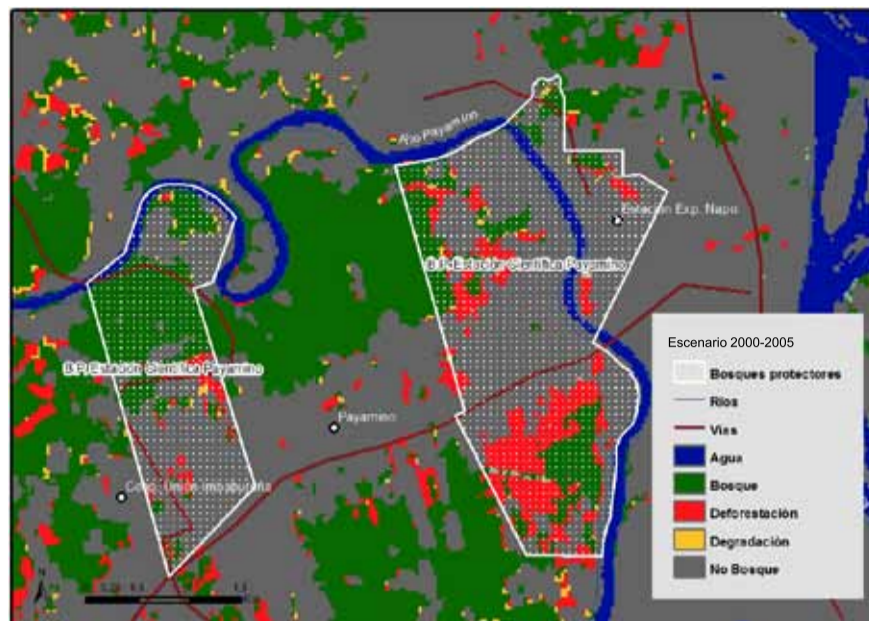 Río Payamino
Estación Exp. Napo
B.P. Estación Científica Payamino
B.P. Estación Científica Payamino
Payamino
Escenario 2000-2005
Bosques protectores
Ríos
Vías
Agua
Bosque
Deforestación
Degradación
No Bosque
N